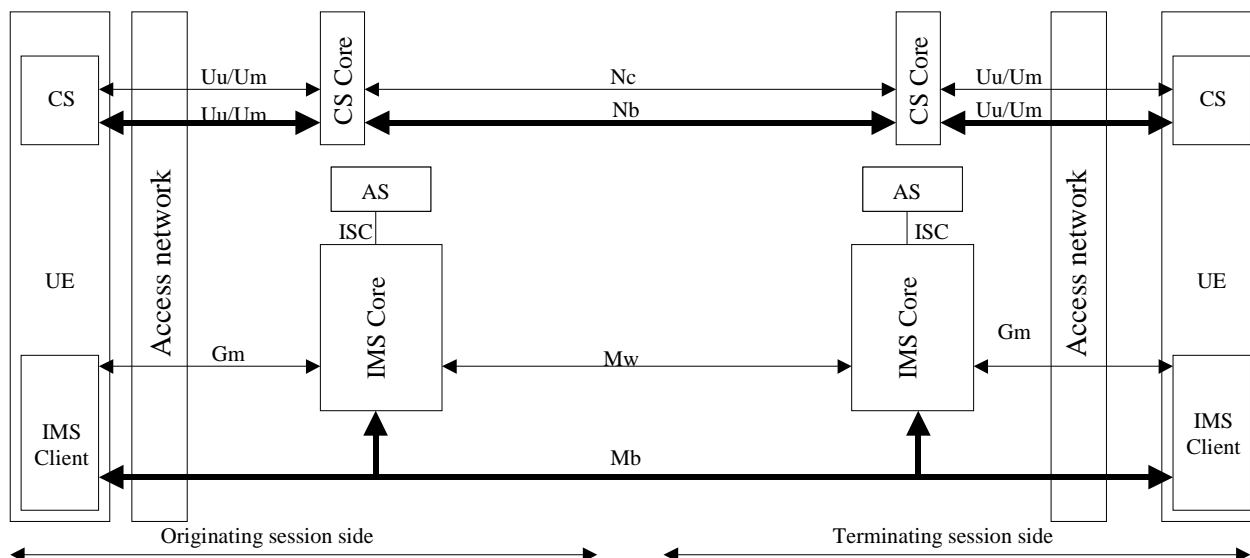 Uu/Um
Nc
Uu/Um
CS
CS Core
CS Core
CS
Uu/Um
Nb
Uu/Um
AS
AS
ISC
ISC
UE
Access network
IMS Core
IMS Core
Access network
UE
Gm
Mw
Gm
IMS
Client
IMS
Client
Mb
Originating session side
Terminating session side